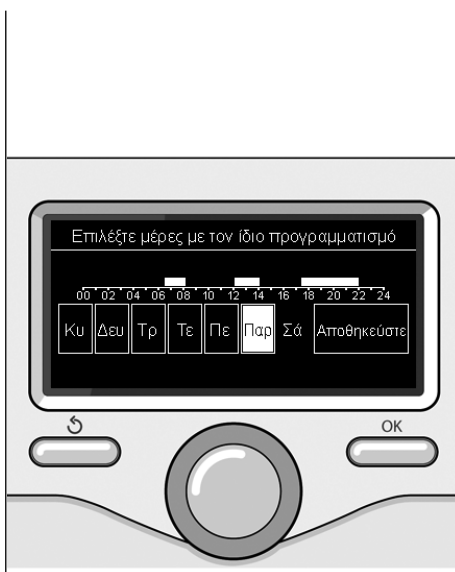 Επιλέξτε μέρες με τον ίδιο προγραμματισμό
00 02 04 06 08 10 12 14 16 18 20 22 24
Κυ Δευ Τρ Τε Πε Παρ Σά Αποθηκεύστε
OK